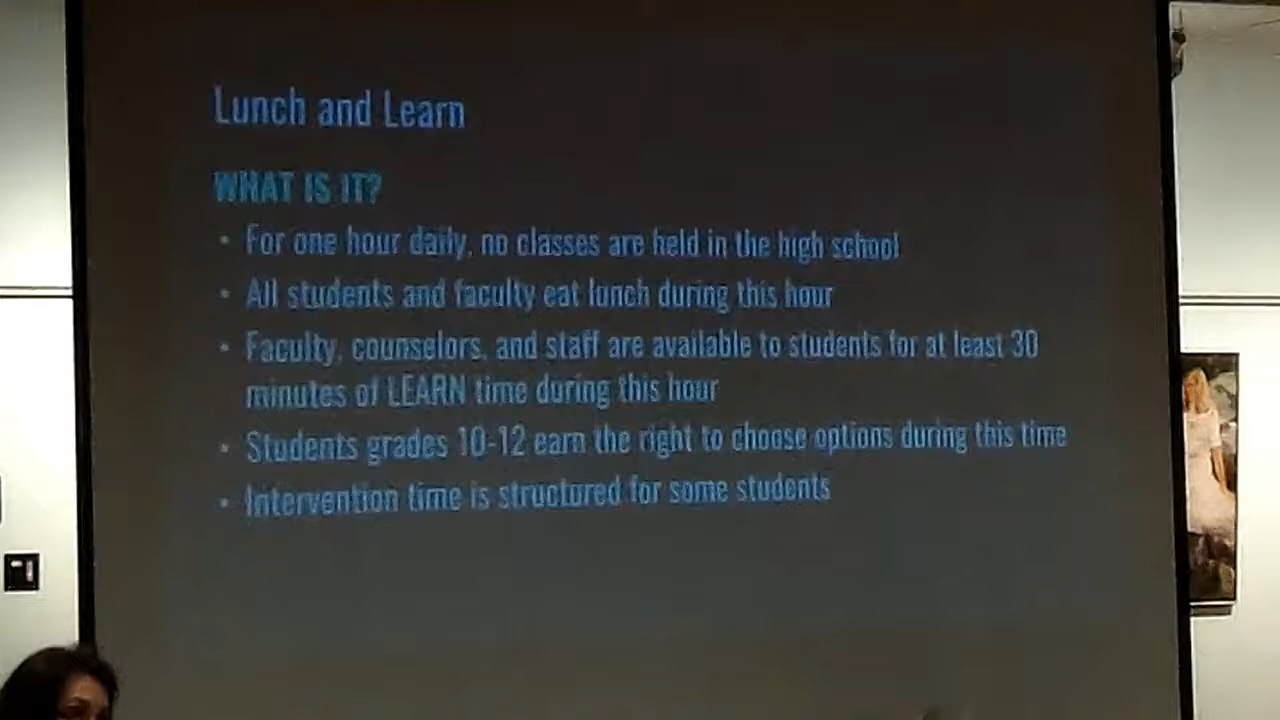 Lunch and Learn
WHAT IS IT?
• For one hour daily, no classes are held in the high school
• All students and faculty eat lunch during this hour
• Faculty, counselors, and staff are available to students for at least 30
minutes of LEARN time during this hour
• Students grades 10-12 earn the right to choose options during this time
• Intervention time is structured for some students